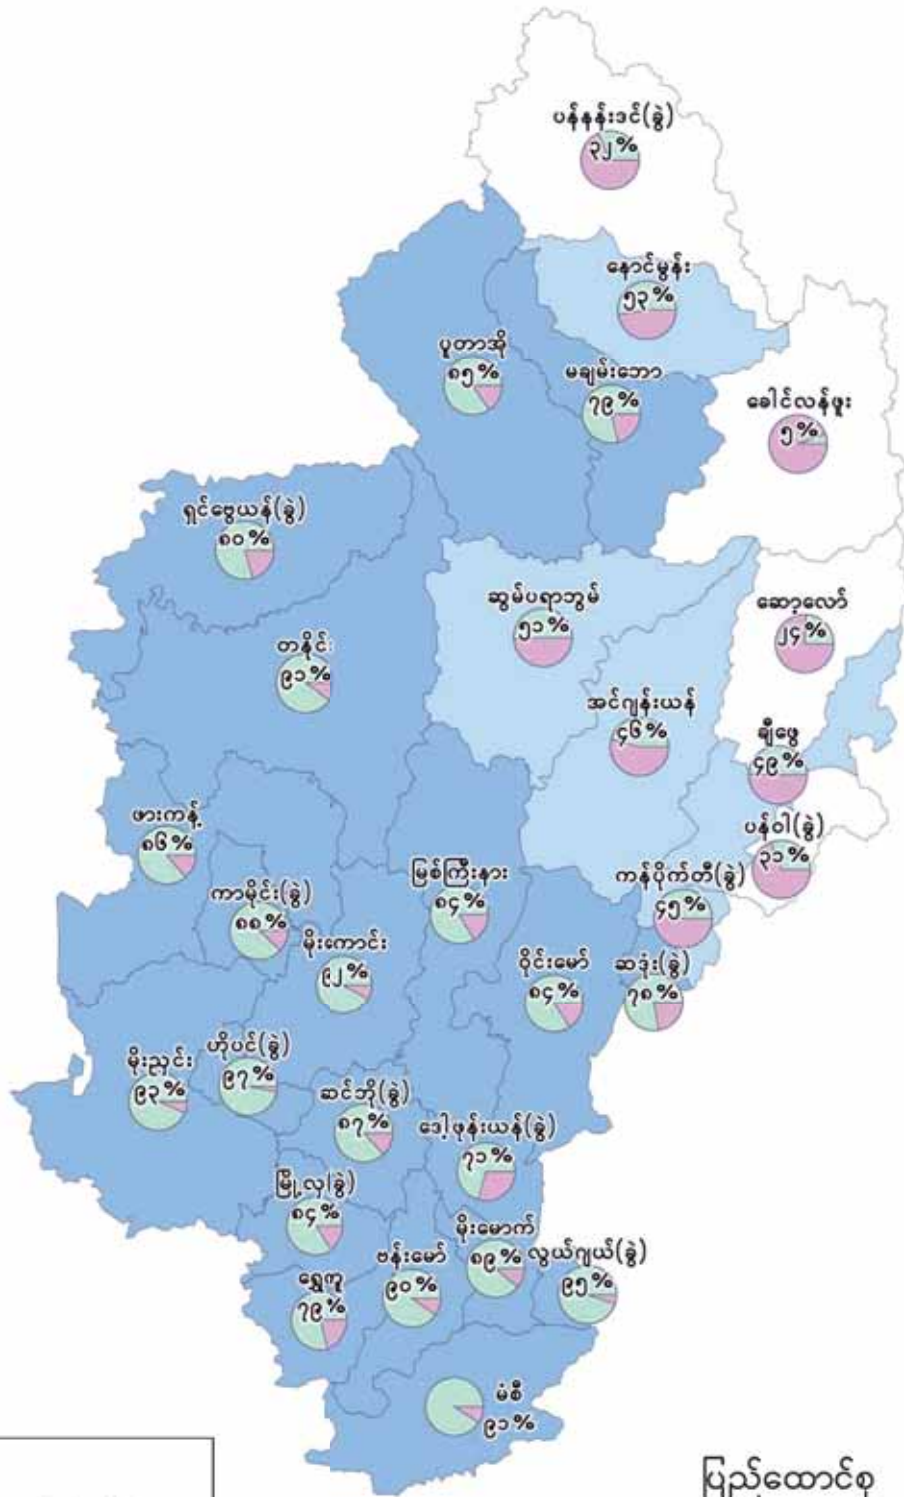 ပန်နန်းဒင်(ခွဲ)
၃၂%
နောင်မွန်း
၅၃%
ပူတာအို
၈၅%
မချမ်းဘော
၇၉%
ခေါင်လန်ဖူး
၅%
ရှင်ဗွေယန်(ခွဲ)
၈၀%
ဆွမ်ပရာဘွမ်
၅၁%
ဆော့လော်
၂၄%
တနိုင်း
၉၁%
အင်ဂျန်းယန်
၄၆%
ချီဖွေ
၄၉%
ဖားကန့်
၈၆%
ပန်ဝါ(ခွဲ)
၃၁%
မြစ်ကြီးနား
၈၄%
ကန်ပိုက်တီ(ခွဲ)
၄၅%
ကာမိုင်း(ခွဲ)
၈၈%
မိုးကောင်း
၉၂%
ဝိုင်းမော်
၈၄%
ဆဒုံး(ခွဲ)
၇၈%
မိုးညှင်း
၉၃%
ဟိုပင်(ခွဲ)
၉၇%
ဆင်ဘို(ခွဲ)
၈၇%
ဒေါ့ဖုန်းယန်(ခွဲ)
၇၁%
မြို့လှ(ခွဲ)
၈၄%
မိုးမောက်
၈၉%
လွယ်ဂျယ်(ခွဲ)
၉၅%
ဗန်းမော်
၉၀%
ရွှေကူ
၇၉%
မံစီ
၉၁%
ပြည်ထောင်စု